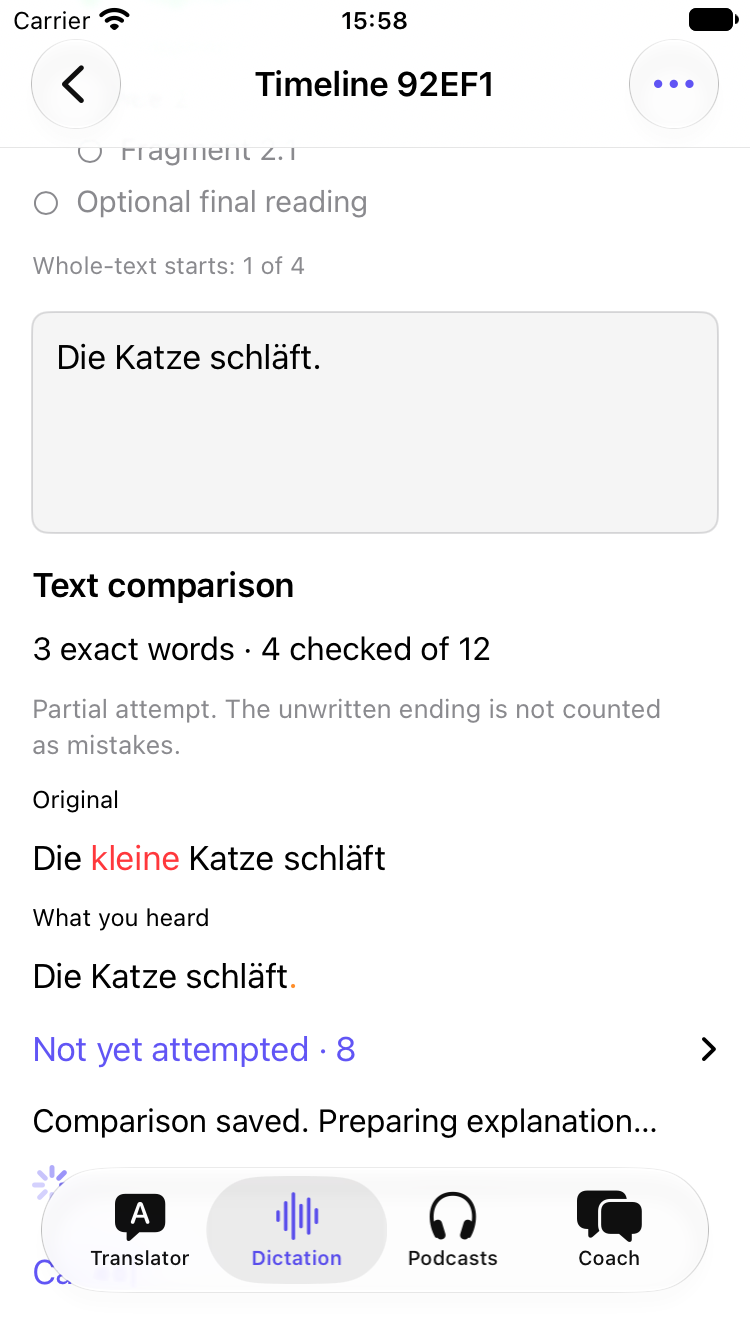 Carrier 15:58
Timeline 92EF1
Fragment 2.1
Optional final reading
Whole-text starts: 1 of 4
Die Katze schläft.
Text comparison
3 exact words · 4 checked of 12
Partial attempt. The unwritten ending is not counted
as mistakes.
Original
Die kleine Katze schläft
What you heard
Die Katze schläft.
Not yet attempted · 8
Comparison saved. Preparing explanation...
A
Translator Dictation Podcasts Coach